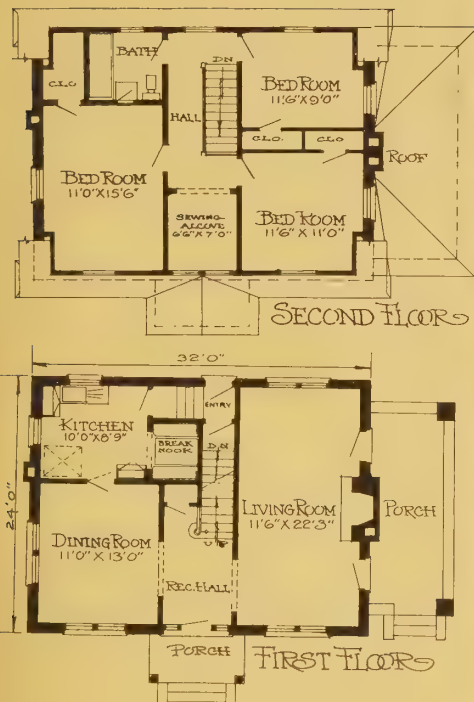 BATH
DN
CLO
BED ROOM
11'6"X9'0"
HALL
CLO.
CLO
ROOF
BED ROOM
11'0"X15'6"
SEWING
ALCOVE
6'6"X7'0"
BED ROOM
11'6"X11'0"
SECOND FLOOR
32'0"
24'0"
KITCHEN
10'0"X8'9"
ENTRY
BREAK
NOOK
DN
LIVING ROOM
11'6"X22'3"
PORCH
DINING ROOM
11'0"X13'0"
UP
REC. HALL
PORCH
FIRST FLOOR